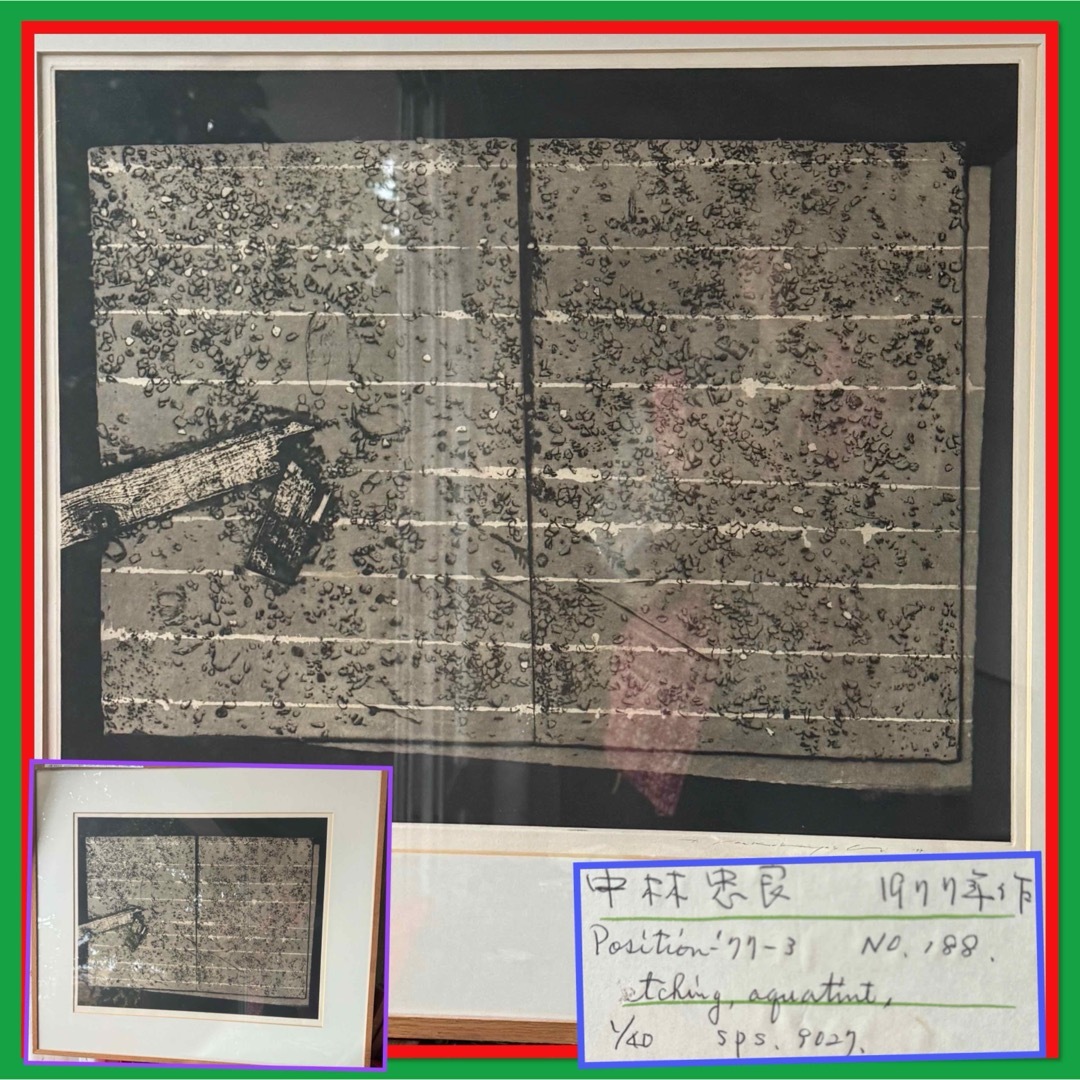 中林忠良 1977年作
Position-'77-3 NO. 188.
etching, aquatint,
1/40 sps. 9027.